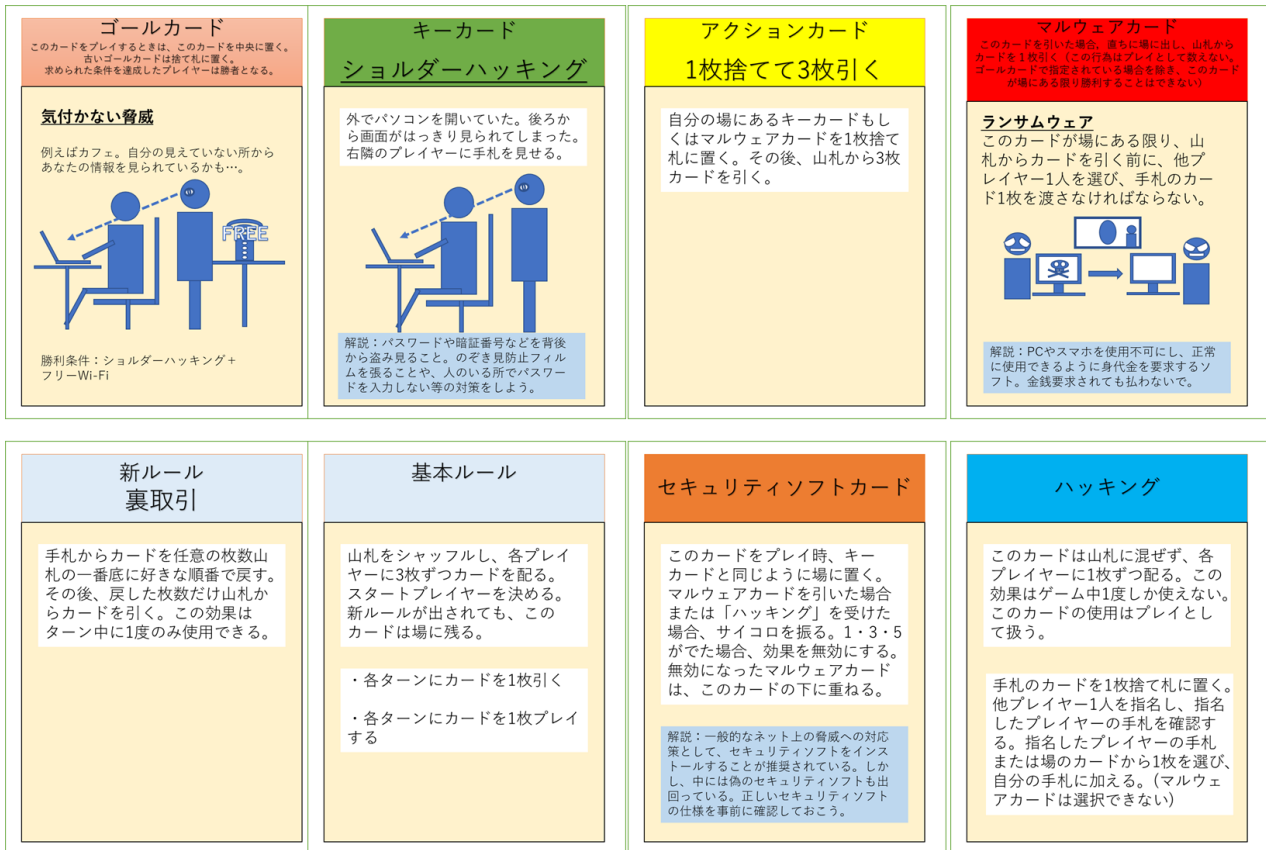 ゴールカード
このカードをプレイするときは、このカードを中央に置く。
古いゴールカードは捨て札に置く。
求められた条件を達成したプレイヤーは勝者となる。
気付かない脅威
例えばカフェ。自分の見えていない所から
あなたの情報を見られているかも…。
FREE
勝利条件：ショルダーハッキング＋
フリーWi-Fi
キーカード
ショルダーハッキング
外でパソコンを開いていた。後ろか
ら画面がはっきり見られてしまった。
右隣のプレイヤーに手札を見せる。
解説：パスワードや暗証番号などを背後
から盗み見ること。のぞき見防止フィル
ムを張ることや、人のいる所でパスワー
ドを入力しない等の対策をしよう。
アクションカード
1枚捨てて3枚引く
自分の場にあるキーカードもし
くはマルウェアカードを1枚捨て
札に置く。その後、山札から3枚
カードを引く。
マルウェアカード
このカードを引いた場合、直ちに場に出し、山札から
カードを１枚引く（この行為はプレイとして数えない。
ゴールカードで指定されている場合を除き、このカード
が場にある限り勝利することはできない）
ランサムウェア
このカードが場にある限り、山
札からカードを引く前に、他プ
レイヤー1人を選び、手札のカー
ド1枚を渡さなければならない。
解説：PCやスマホを使用不可にし、正常
に使用できるように身代金を要求するソ
フト。金銭要求されても払わないで。
新ルール
裏取引
手札からカードを任意の枚数山
札の一番底に好きな順番で戻す。
その後、戻した枚数だけ山札か
らカードを引く。この効果は
ターン中に1度のみ使用できる。
基本ルール
山札をシャッフルし、各プレイ
ヤーに3枚ずつカードを配る。
スタートプレイヤーを決める。
新ルールが出されても、この
カードは場に残る。
・各ターンにカードを1枚引く
・各ターンにカードを1枚プレイ
する
セキュリティソフトカード
このカードをプレイ時、キー
カードと同じように場に置く。
マルウェアカードを引いた場合
または「ハッキング」を受けた
場合、サイコロを振る。1・3・5
がでた場合、効果を無効にする。
無効になったマルウェアカード
は、このカードの下に重ねる。
解説：一般的なネット上の脅威への対応
策として、セキュリティソフトをインス
トールすることが推奨されている。しか
し、中には偽のセキュリティソフトも出
回っている。正しいセキュリティソフト
の仕様を事前に確認しておこう。
ハッキング
このカードは山札に混ぜず、各
プレイヤーに1枚ずつ配る。この
効果はゲーム中1度しか使えない。
このカードの使用はプレイとし
て扱う。
手札のカードを1枚捨て札に置く。
他プレイヤー1人を指名し、指名
したプレイヤーの手札を確認す
る。指名したプレイヤーの手札
または場のカードから1枚を選び、
自分の手札に加える。(マルウェ
アカードは選択できない)